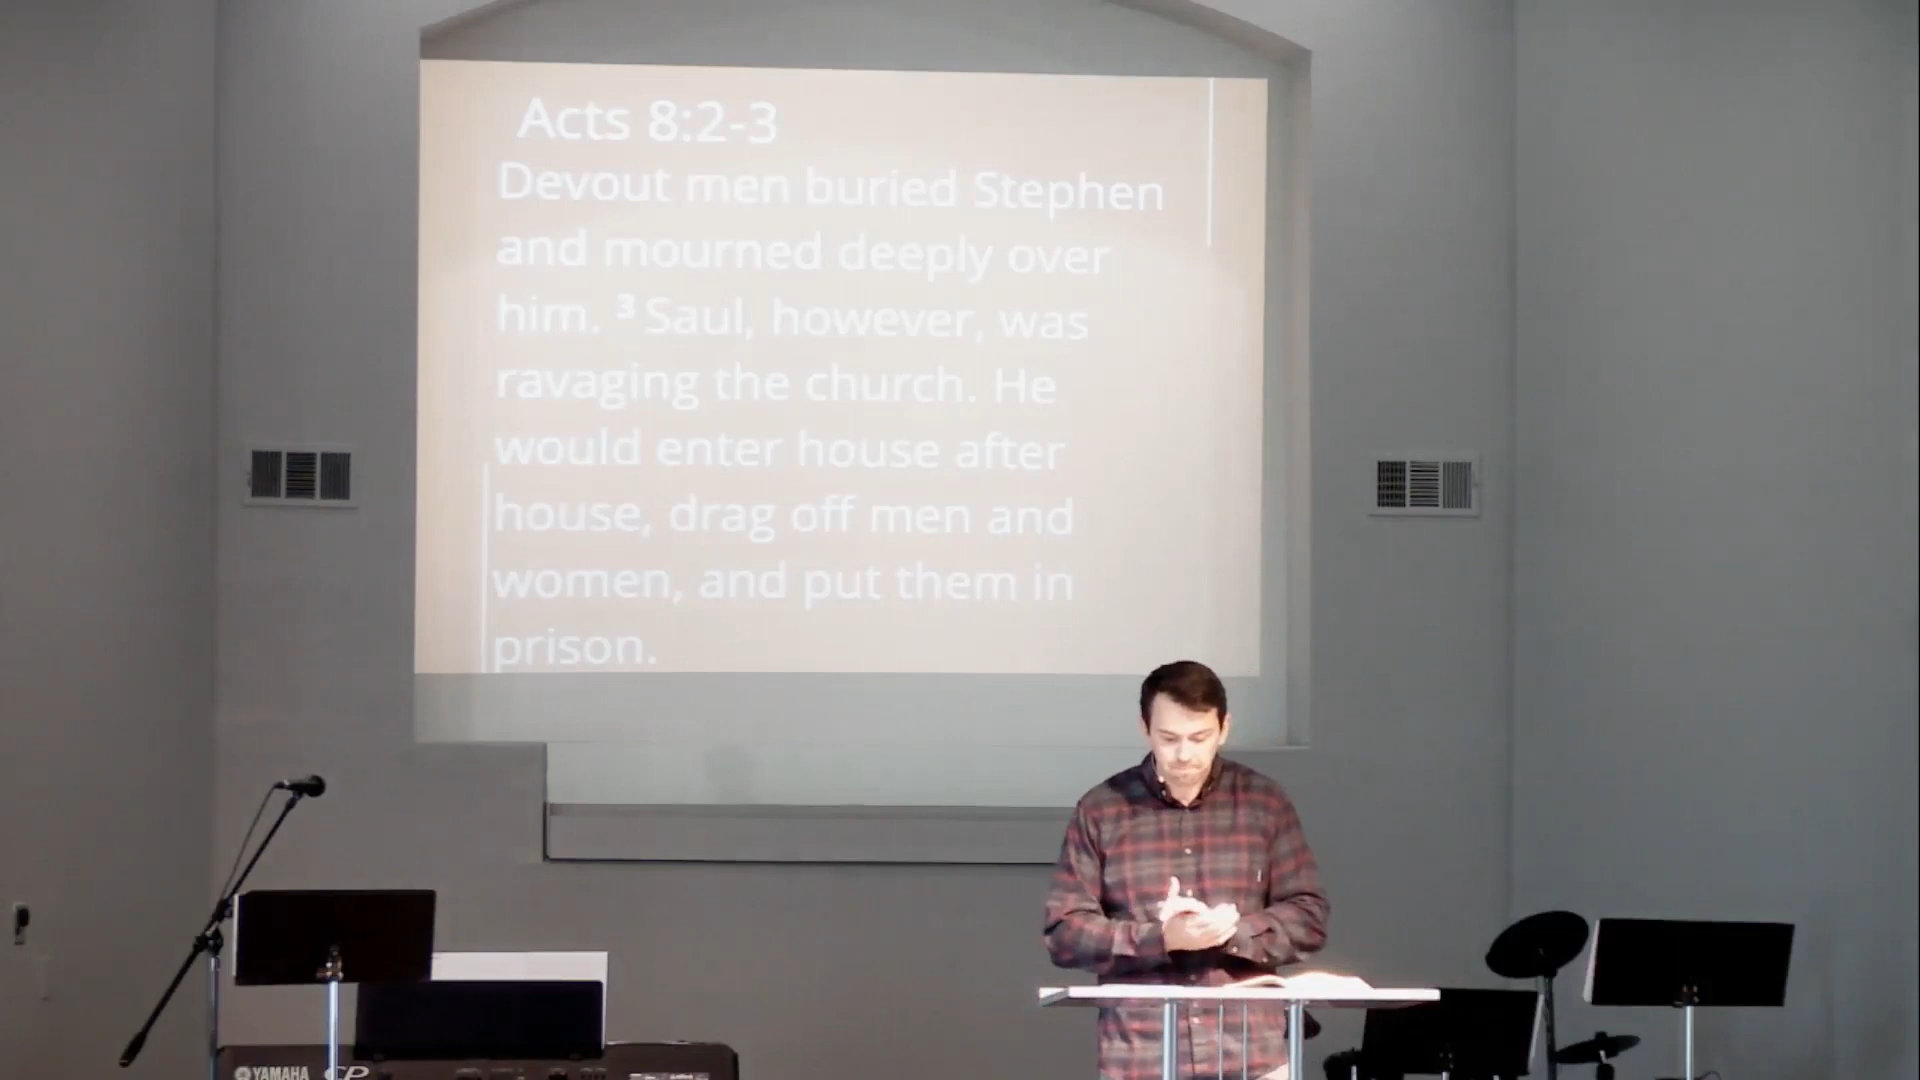 Acts 8:2-3
Devout men buried Stephen
and mourned deeply over
him. ³ Saul, however, was
ravaging the church. He
would enter house after
house, drag off men and
women, and put them in
prison.
YAMAHA CP